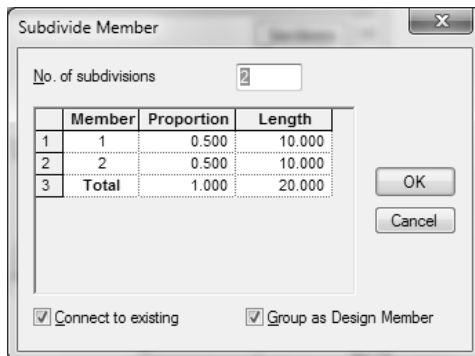 Subdivide Member
No. of subdivisions 2
Member Proportion Length
1 1 0.500 10.000
2 2 0.500 10.000
3 Total 1.000 20.000
OK
Cancel
Connect to existing Group as Design Member